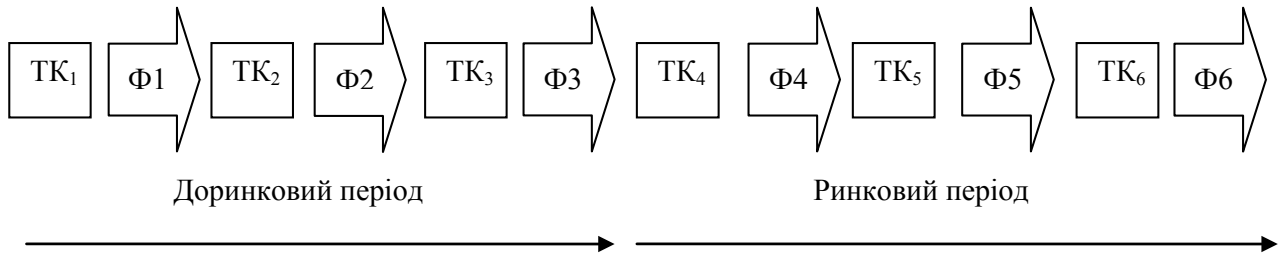 ТК₁ Ф1 ТК₂ Ф2 ТК₃ Ф3 ТК₄ Ф4 ТК₅ Ф5 ТК₆ Ф6
Доринковий період Ринковий період